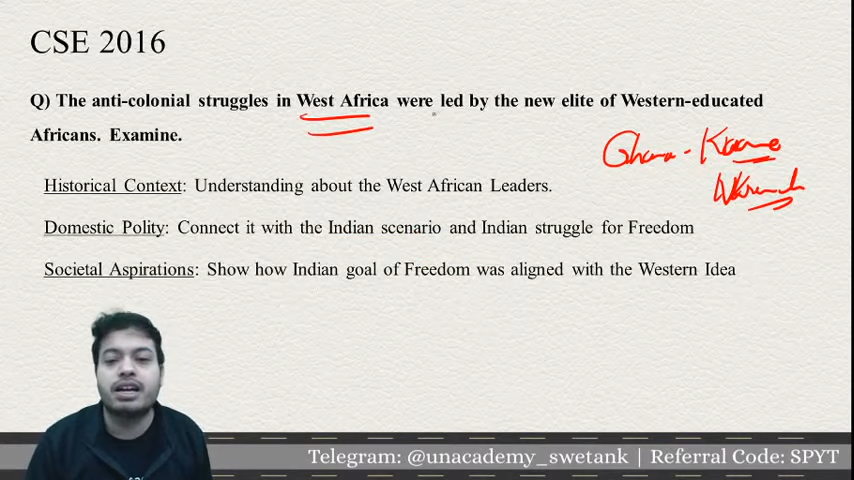 CSE 2016
Q) The anti-colonial struggles in West Africa were led by the new elite of Western-educated
Africans. Examine.
Ghana - Kwame
Nkrumah
Historical Context: Understanding about the West African Leaders.
Domestic Polity: Connect it with the Indian scenario and Indian struggle for Freedom
Societal Aspirations: Show how Indian goal of Freedom was aligned with the Western Idea
Telegram: @unacademy_swetank | Referral Code: SPYT